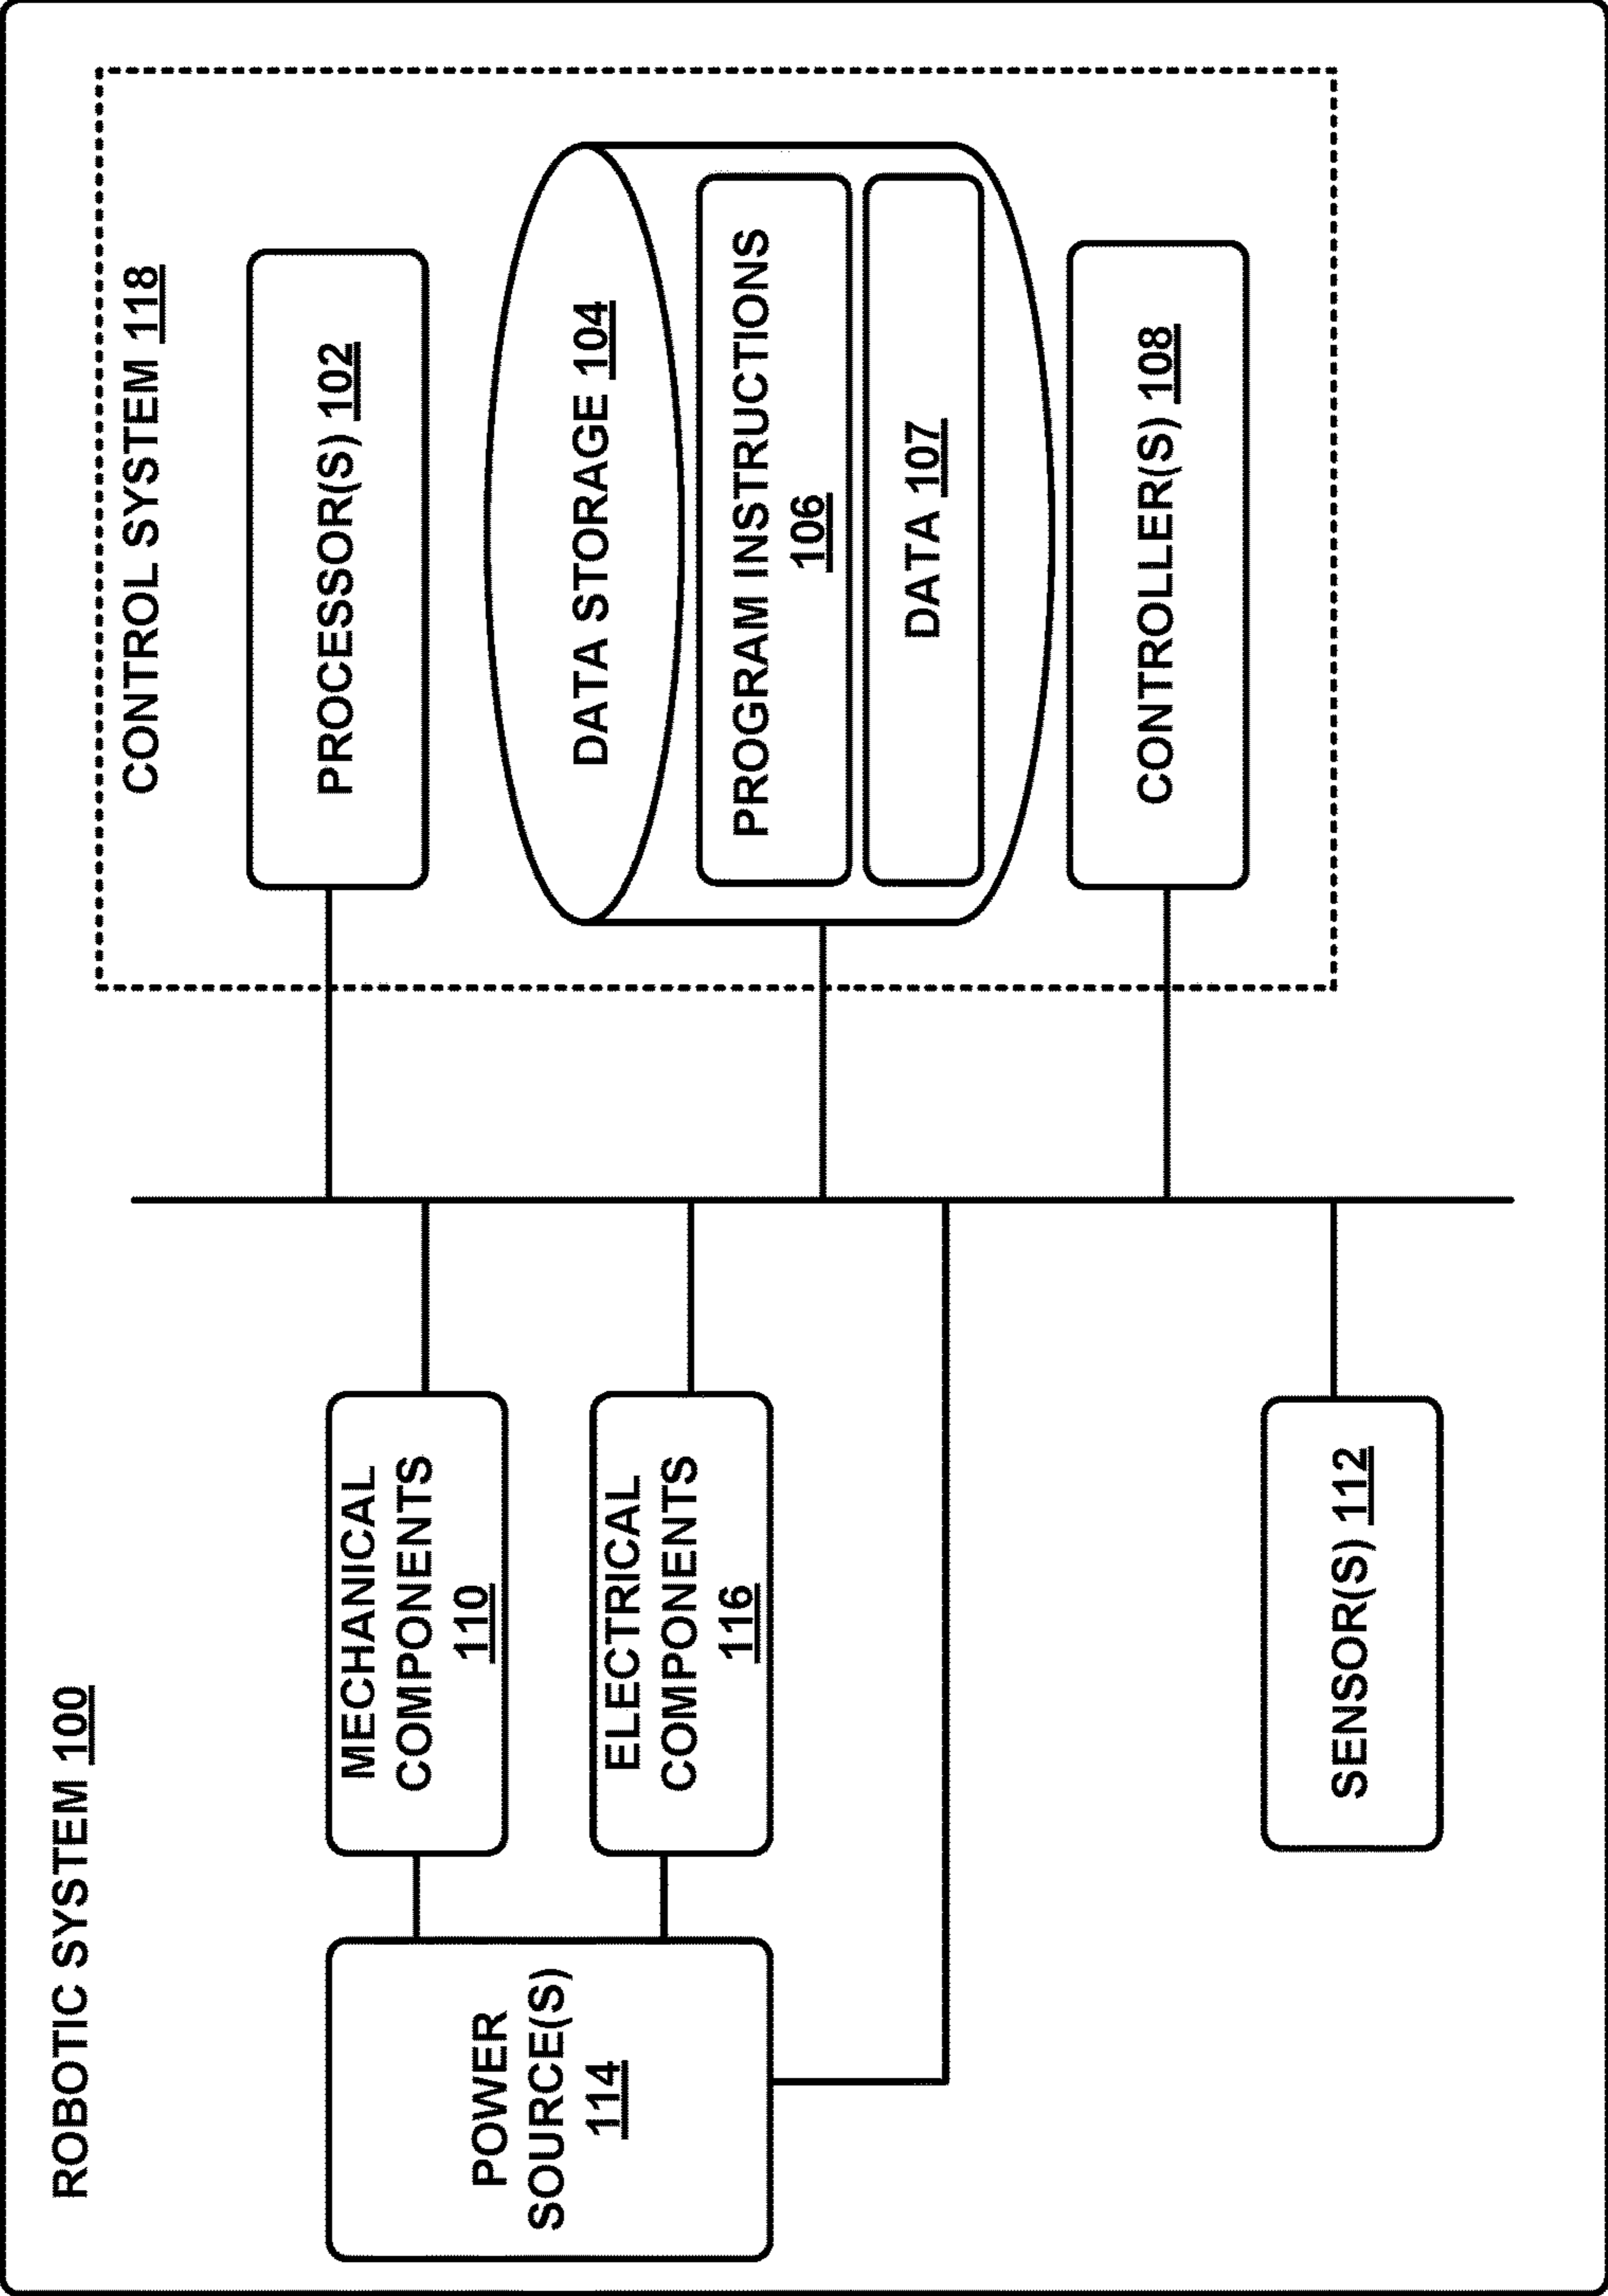 ROBOTIC SYSTEM 100
POWER
SOURCE(S)
114
MECHANICAL
COMPONENTS
110
ELECTRICAL
COMPONENTS
116
SENSOR(S) 112
CONTROL SYSTEM 118
PROCESSOR(S) 102
DATA STORAGE 104
PROGRAM INSTRUCTIONS
106
DATA 107
CONTROLLER(S) 108